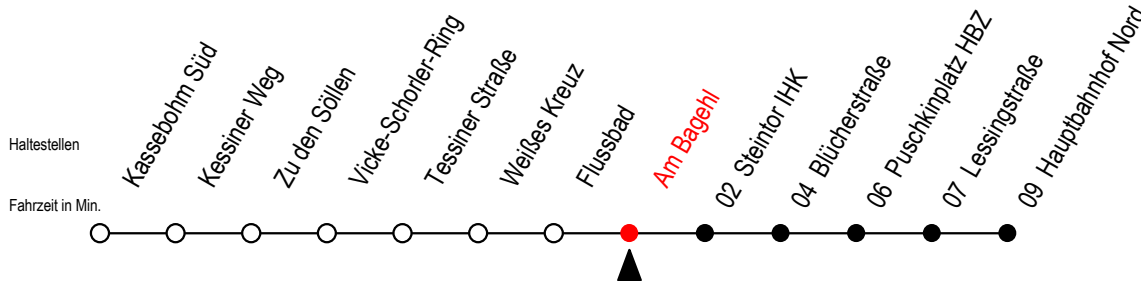 Haltestellen
Fahrzeit in Min.
Kassebohm Süd
Kessiner Weg
Zu den Söllen
Vicke-Schorler-Ring
Tessiner Straße
Weißes Kreuz
Flussbad
Am Bagehl
02 Steintor IHK
04 Blücherstraße
06 Puschkinplatz HBZ
07 Lessingstraße
09 Hauptbahnhof Nord